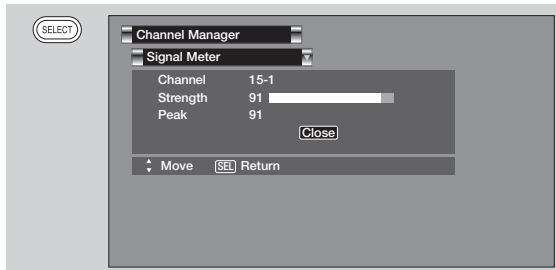 SELECT
Channel Manager
Signal Meter
Channel 15-1
Strength 91
Peak 91
Close
Move SEL Return